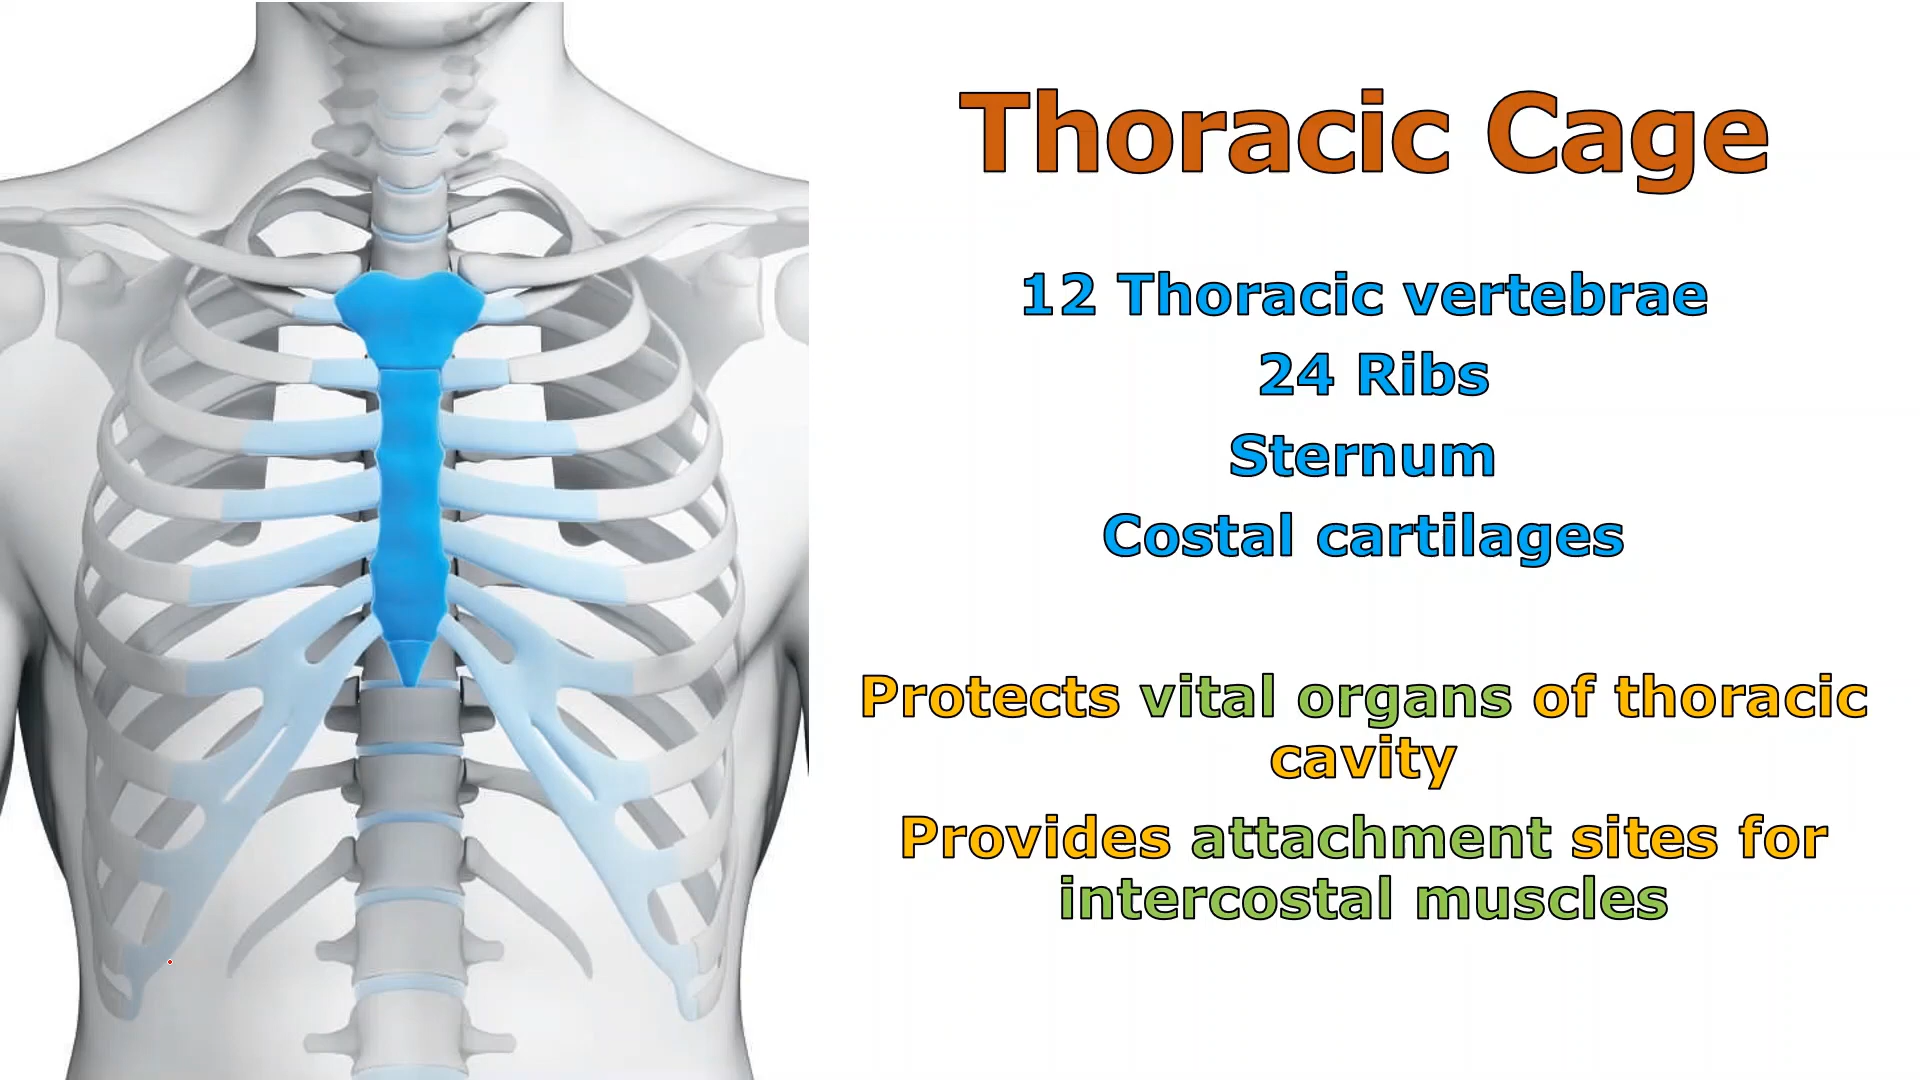 Thoracic Cage
12 Thoracic vertebrae
24 Ribs
Sternum
Costal cartilages
Protects vital organs of thoracic
cavity
Provides attachment sites for
intercostal muscles